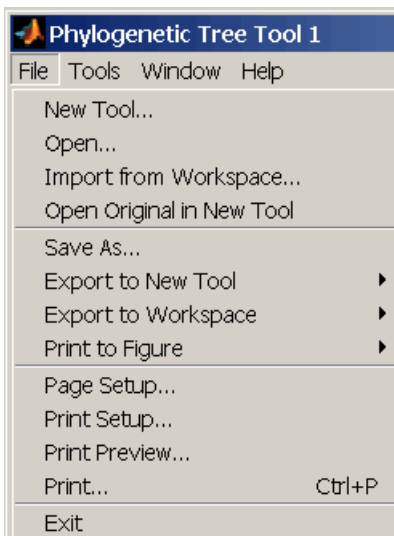 Phylogenetic Tree Tool 1
File Tools Window Help
New Tool...
Open...
Import from Workspace...
Open Original in New Tool
Save As...
Export to New Tool
Export to Workspace
Print to Figure
Page Setup...
Print Setup...
Print Preview...
Print... Ctrl+P
Exit